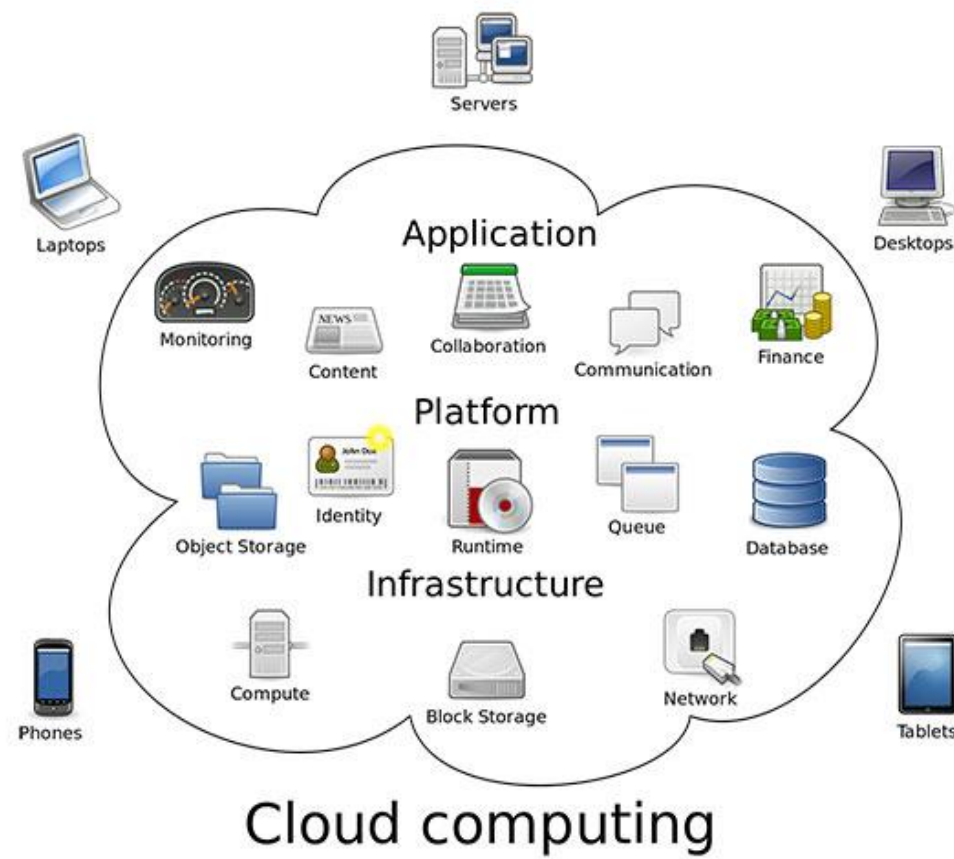 Servers
Laptops
Desktops
Application
Monitoring
NEWS
Content
Collaboration
Communication
Finance
Platform
John Doe
Object Storage
Identity
Runtime
Queue
Database
Infrastructure
Compute
Block Storage
Network
Phones
Tablets
Cloud computing